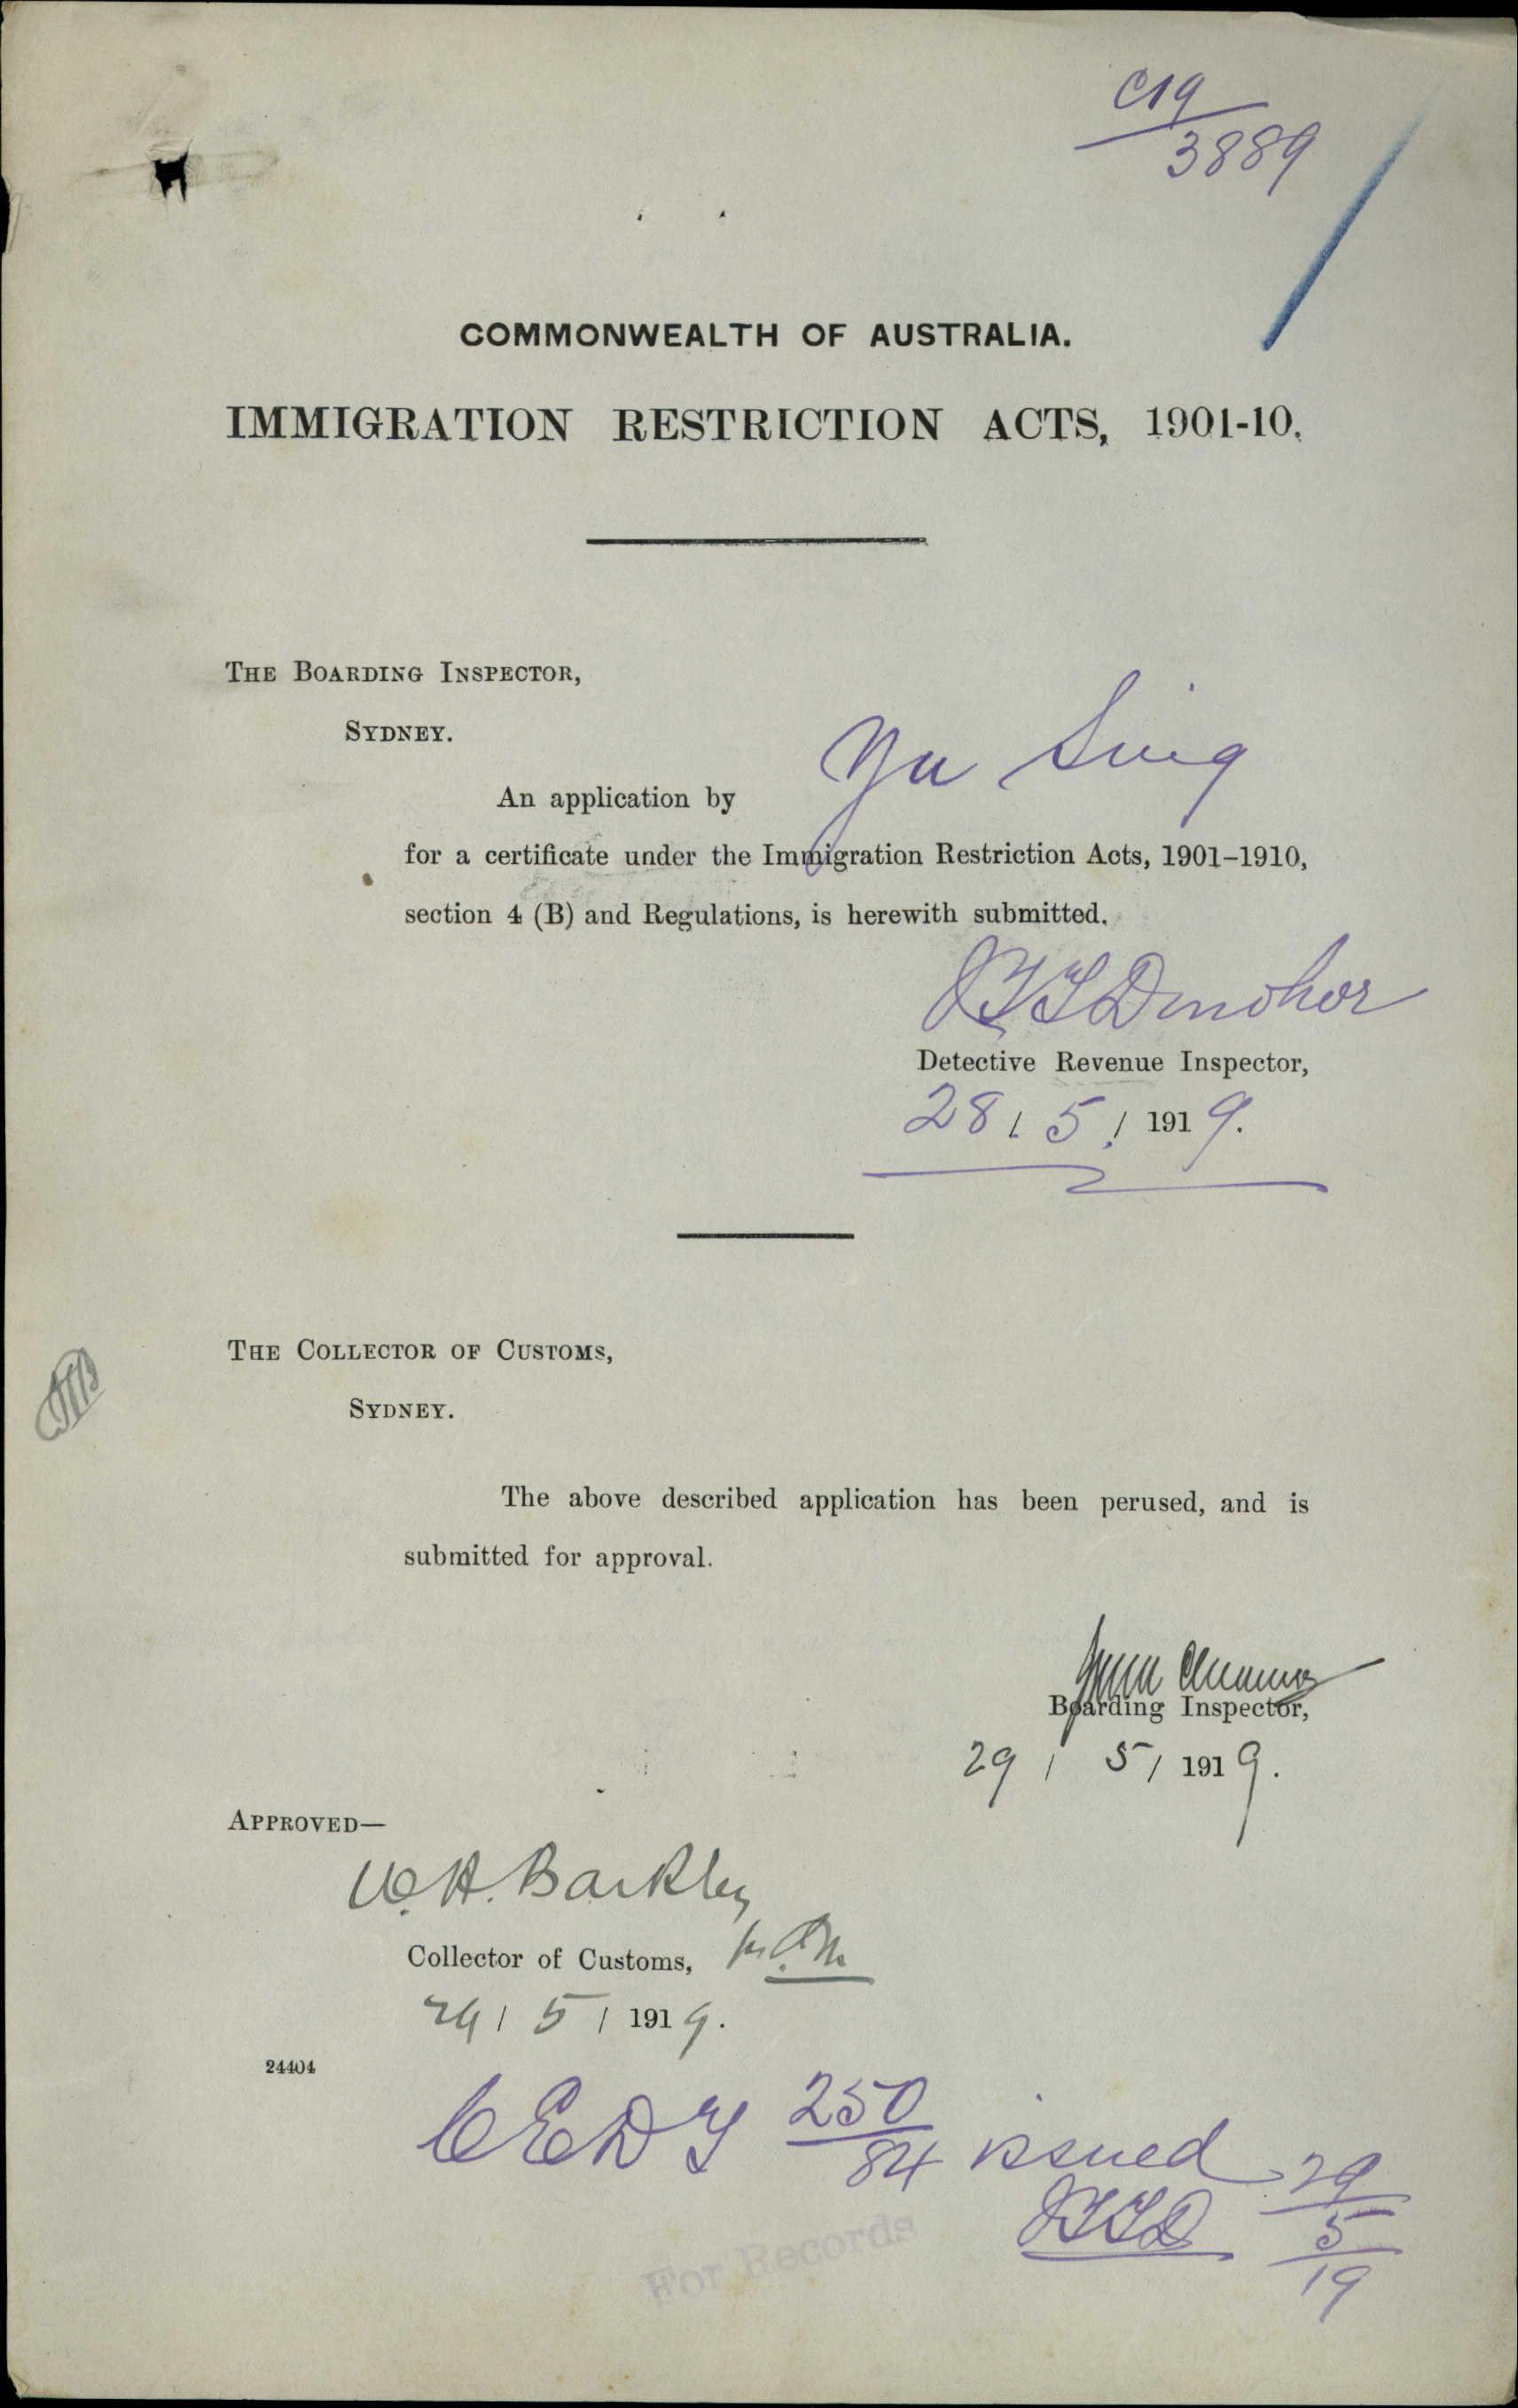 C19
3889
COMMONWEALTH OF AUSTRALIA.
IMMIGRATION RESTRICTION ACTS, 1901-10.
THE BOARDING INSPECTOR,
SYDNEY.
An application by Yu Sing
for a certificate under the Immigration Restriction Acts, 1901-1910,
section 4 (B) and Regulations, is herewith submitted.
JTTDonohoe
Detective Revenue Inspector,
28 / 5 / 1919.
THE COLLECTOR OF CUSTOMS,
SYDNEY.
The above described application has been perused, and is
submitted for approval.
Boarding Inspector,
29 / 5 / 1919.
APPROVED—
W.H. Barkley
Collector of Customs,
29 / 5 / 1919.
24404
CEDT 250/84 issued 29/5/19
JTTD
For Records